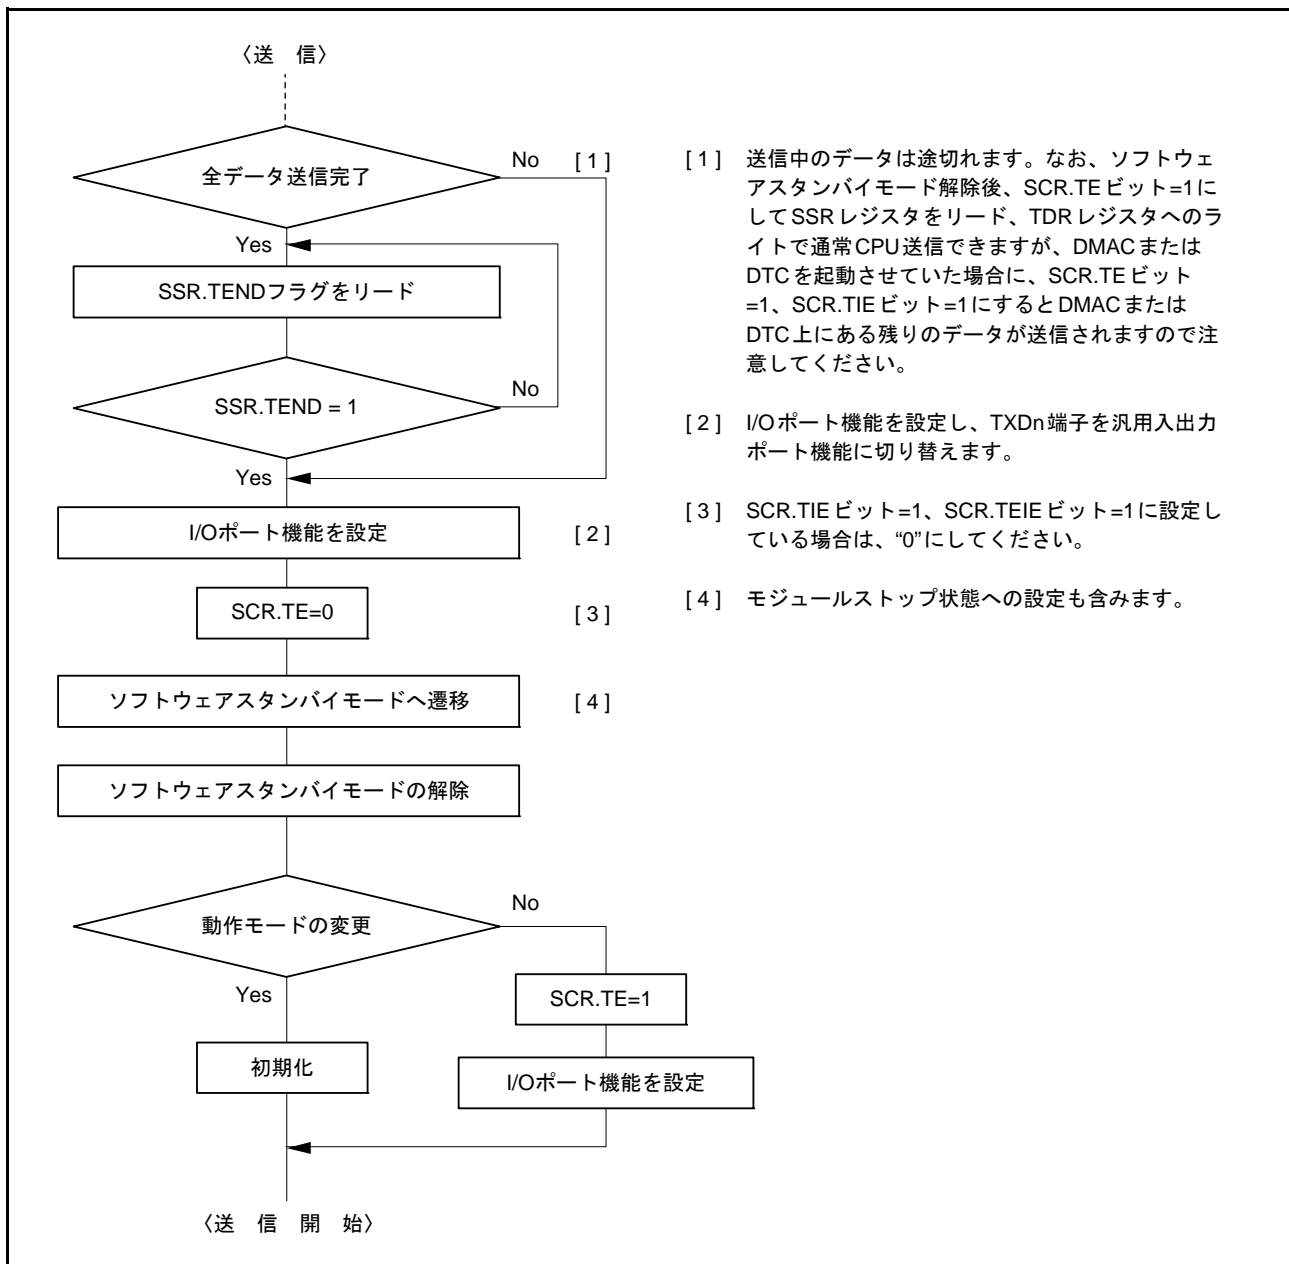 〈送　信〉
全データ送信完了
No
[ 1 ]
Yes
SSR.TENDフラグをリード
SSR.TEND = 1
No
Yes
I/Oポート機能を設定
[ 2 ]
SCR.TE=0
[ 3 ]
ソフトウェアスタンバイモードへ遷移
[ 4 ]
ソフトウェアスタンバイモードの解除
動作モードの変更
No
Yes
SCR.TE=1
初期化
I/Oポート機能を設定
〈送　信　開　始〉
[ 1 ] 送信中のデータは途切れます。なお、ソフトウェ
アスタンバイモード解除後、SCR.TEビット=1に
してSSRレジスタをリード、TDRレジスタへのラ
イトで通常CPU送信できますが、DMACまたは
DTCを起動させていた場合に、SCR.TEビット
=1、SCR.TIEビット=1にするとDMACまたは
DTC上にある残りのデータが送信されますので注
意してください。
[ 2 ] I/Oポート機能を設定し、TXDn端子を汎用入出力
ポート機能に切り替えます。
[ 3 ] SCR.TIEビット=1、SCR.TEIEビット=1に設定し
ている場合は、“0”にしてください。
[ 4 ] モジュールストップ状態への設定も含みます。